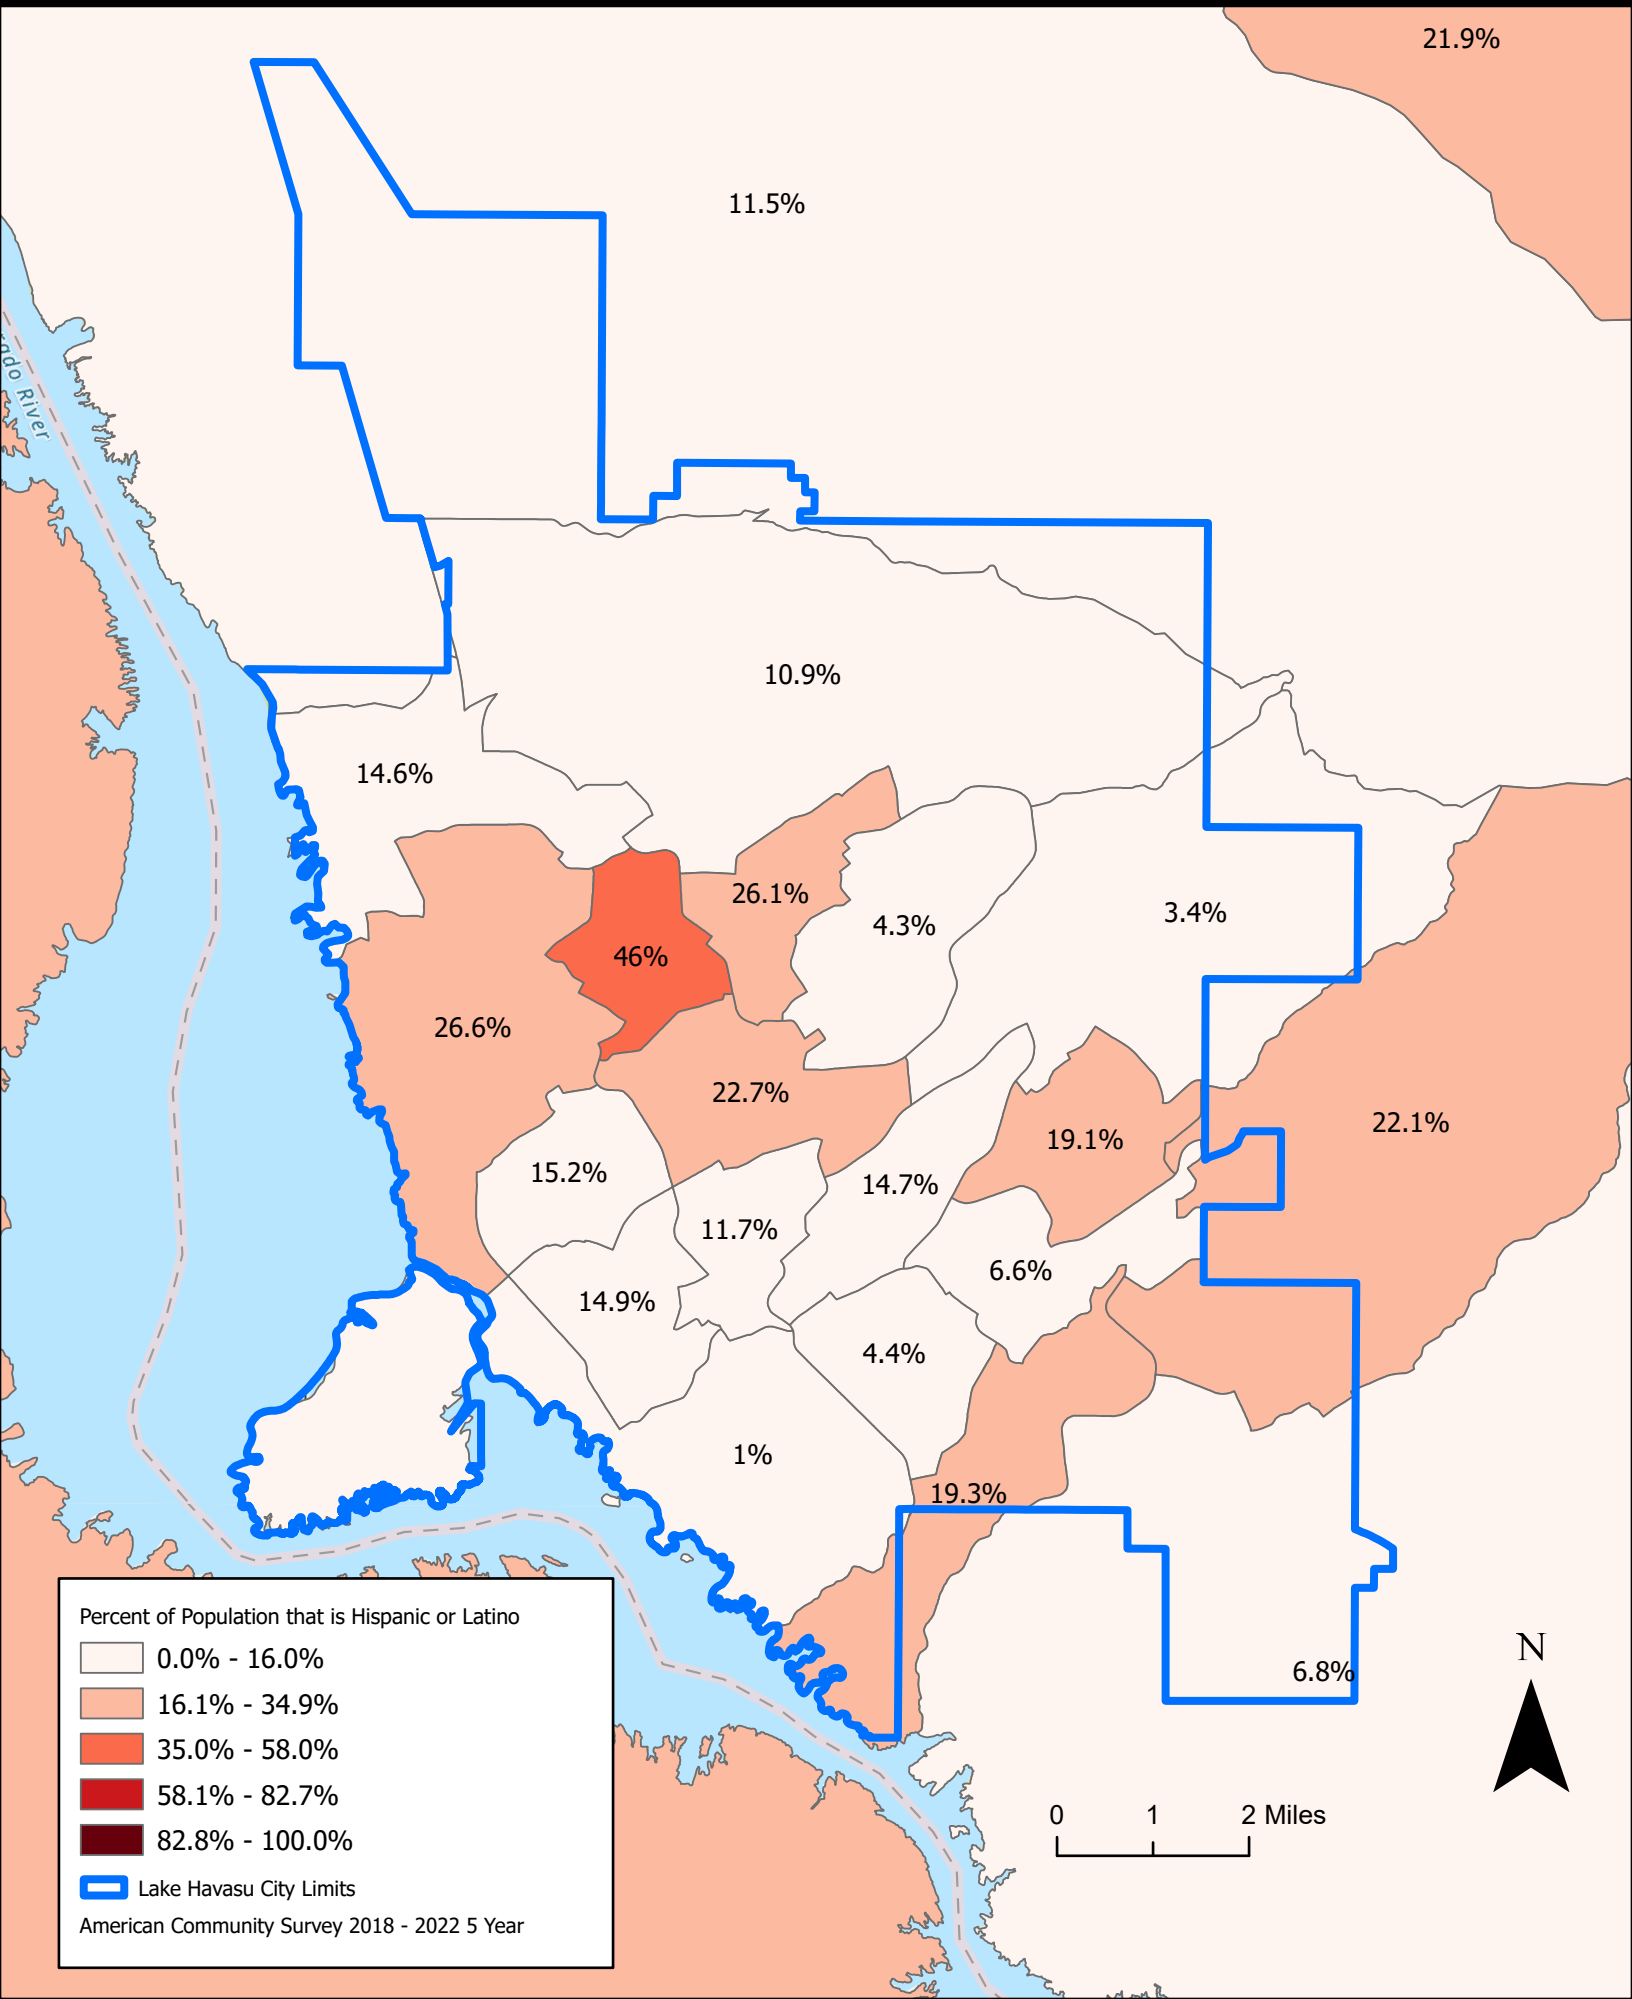 21.9%
11.5%
River
10.9%
14.6%
26.1%
4.3%
3.4%
46%
26.6%
22.7%
22.1%
19.1%
15.2%
14.7%
11.7%
6.6%
14.9%
4.4%
1%
19.3%
6.8%
Percent of Population that is Hispanic or Latino
0.0% - 16.0%
16.1% - 34.9%
35.0% - 58.0%
58.1% - 82.7%
82.8% - 100.0%
Lake Havasu City Limits
American Community Survey 2018 - 2022 5 Year
N
0 1 2 Miles